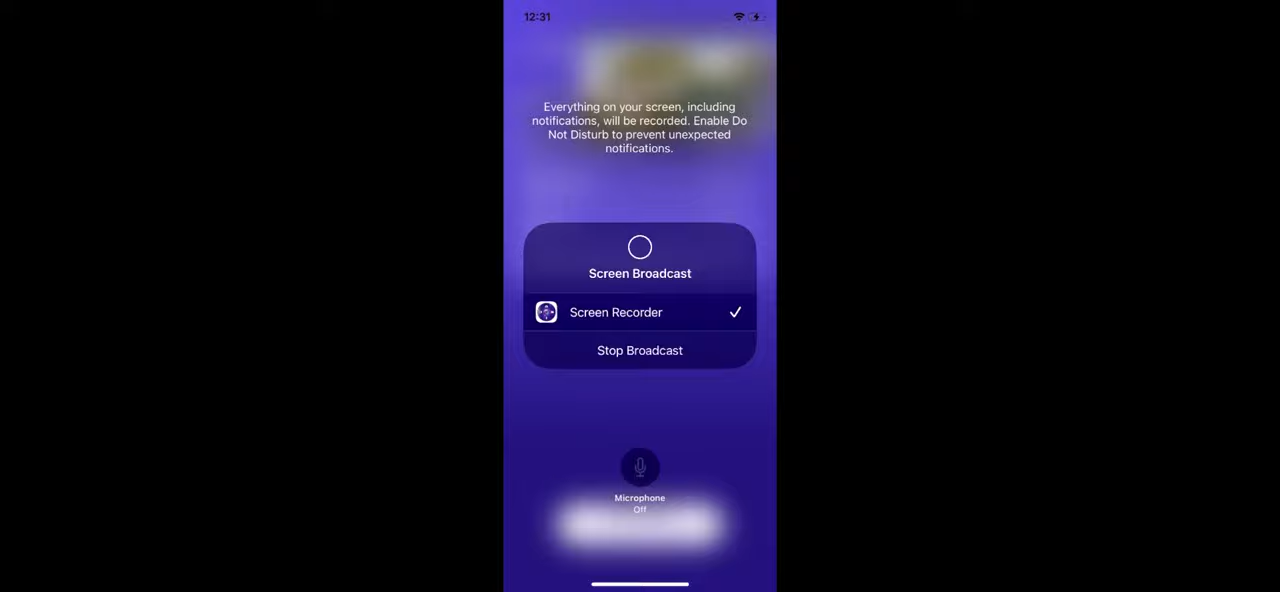 12:31
Everything on your screen, including
notifications, will be recorded. Enable Do
Not Disturb to prevent unexpected
notifications.
Screen Broadcast
Screen Recorder
Stop Broadcast
Microphone
Off